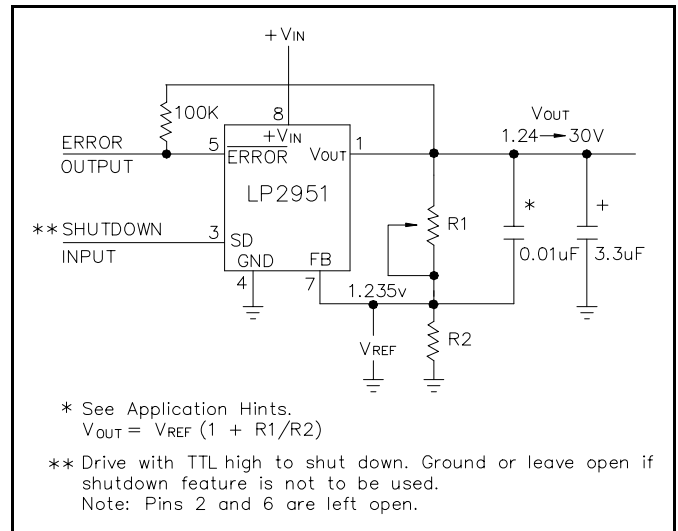 +VIN
100K
8
+VIN
VOUT
1.24→30V
ERROR
OUTPUT
5
ERROR
VOUT
1
LP2951
** SHUTDOWN
INPUT
3
SD
GND
FB
4
7
1.235v
R1
*
0.01uF
+
3.3uF
VREF
R2
* See Application Hints.
VOUT = VREF (1 + R1/R2)
** Drive with TTL high to shut down. Ground or leave open if
shutdown feature is not to be used.
Note: Pins 2 and 6 are left open.